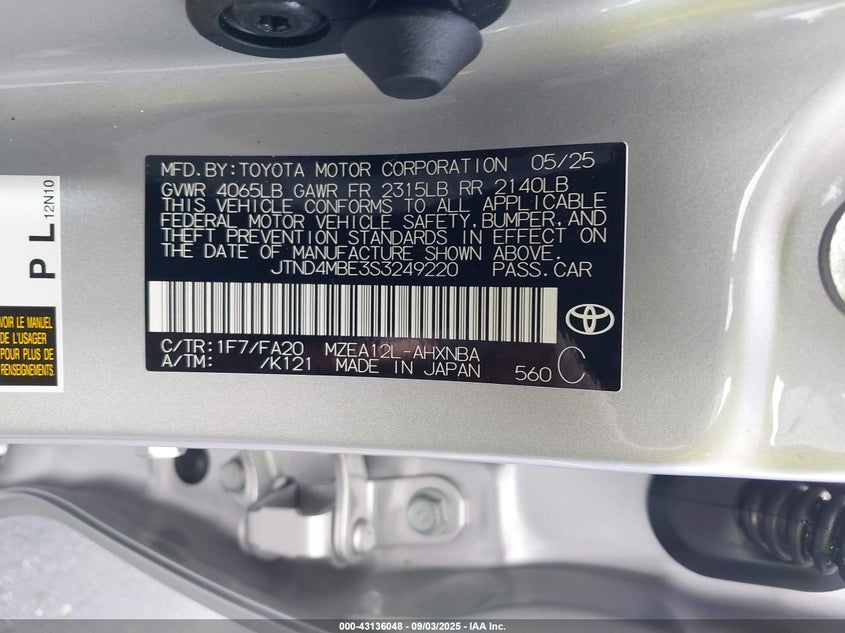 MFD. BY: TOYOTA MOTOR CORPORATION 05/25
GVWR 4065LB GAWR FR 2315LB RR 2140LB
THIS VEHICLE CONFORMS TO ALL APPLICABLE
FEDERAL MOTOR VEHICLE SAFETY, BUMPER, AND
THEFT PREVENTION STANDARDS IN EFFECT ON
THE DATE OF MANUFACTURE SHOWN ABOVE.
JTND4MBE3S3249220 PASS. CAR
C/TR: 1F7/FA20 MZEA12L-AHXNBA
A/TM: /K121 MADE IN JAPAN 560 C
P L 12N10
VOIR LE MANUEL
DE L'USAGER
POUR PLUS DE
RENSEIGNEMENTS.
000-43136048 - 09/03/2025 - IAA Inc.